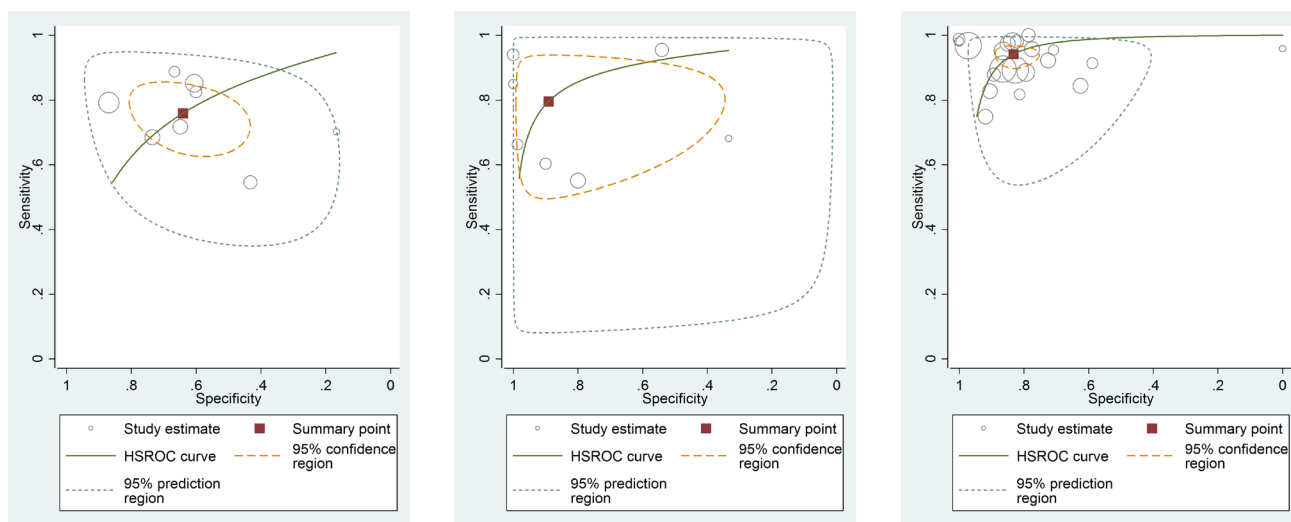 1
.8
.6
.4
.2
0
Sensitivity
1 .8 .6 .4 .2 0
Specificity
Study estimate Summary point
HSROC curve 95% confidence
region
95% prediction
region
1
.8
.6
.4
.2
0
Sensitivity
1 .8 .6 .4 .2 0
Specificity
Study estimate Summary point
HSROC curve 95% confidence
region
95% prediction
region
1
.8
.6
.4
.2
0
Sensitivity
1 .8 .6 .4 .2 0
Specificity
Study estimate Summary point
HSROC curve 95% confidence
region
95% prediction
region